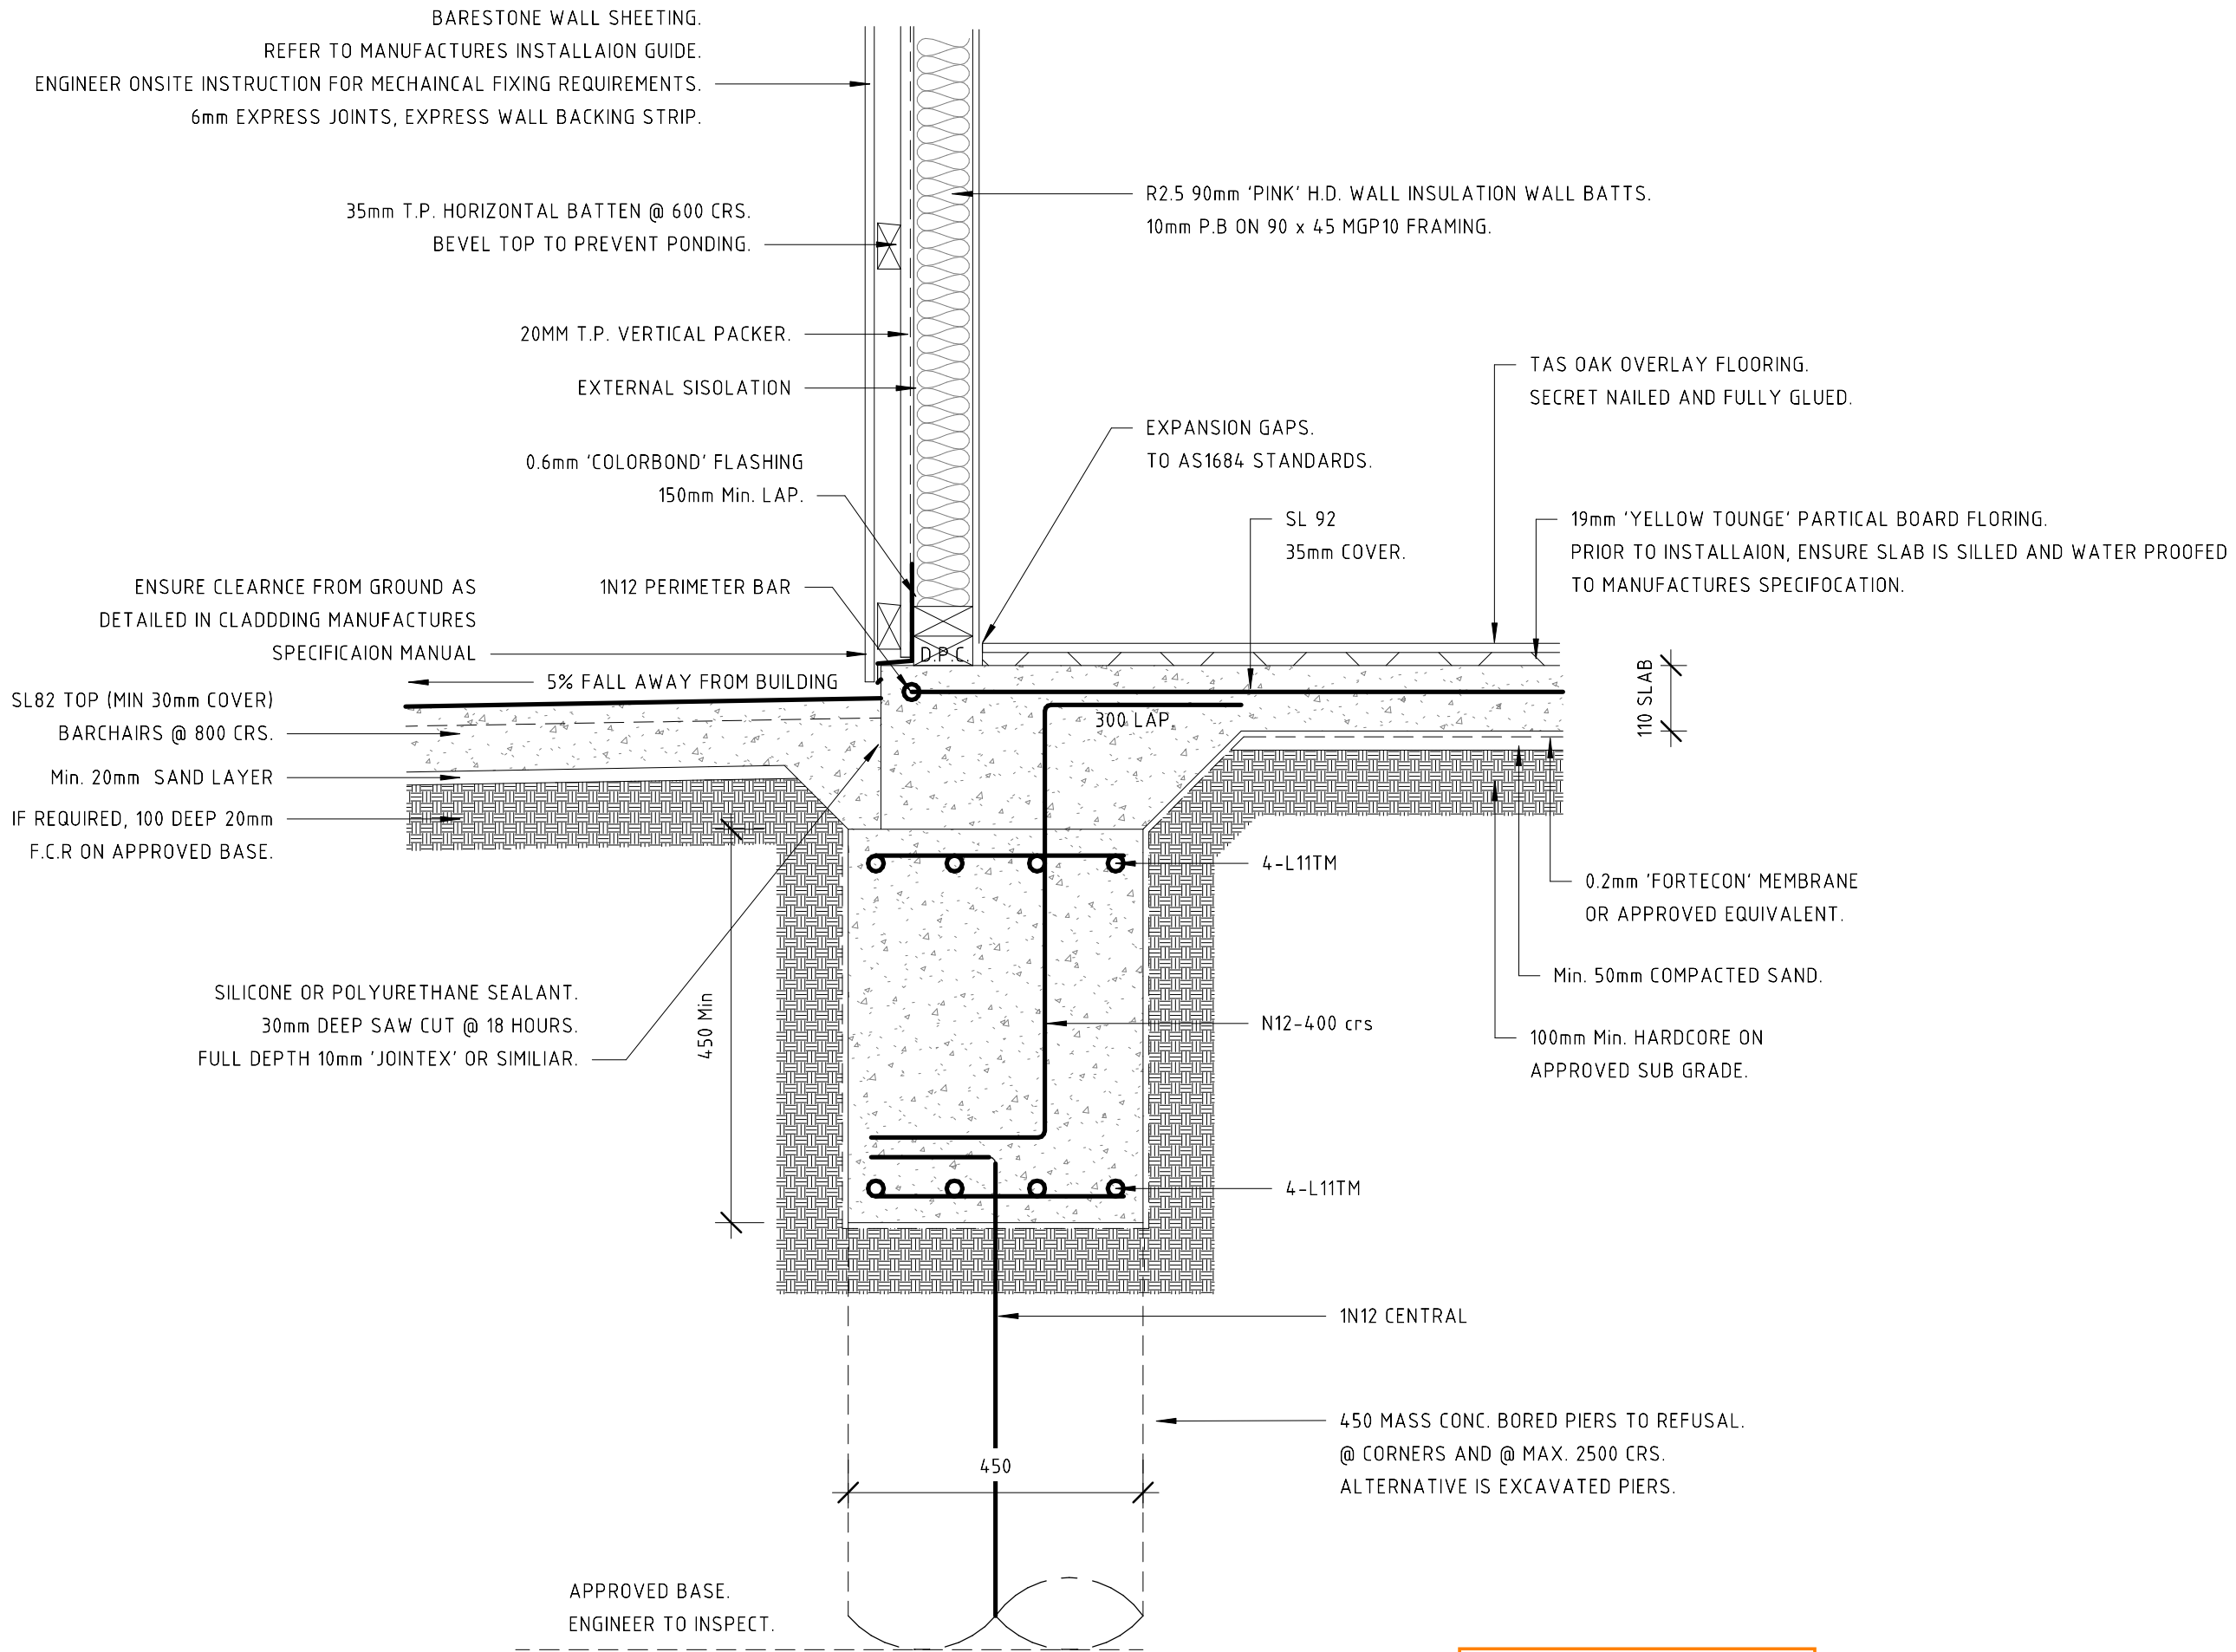 BARESTONE WALL SHEETING.
REFER TO MANUFACTURES INSTALLAION GUIDE.
ENGINEER ONSITE INSTRUCTION FOR MECHAINCAL FIXING REQUIREMENTS.
6mm EXPRESS JOINTS, EXPRESS WALL BACKING STRIP.
R2.5 90mm 'PINK' H.D. WALL INSULATION WALL BATTS.
10mm P.B ON 90 x 45 MGP10 FRAMING.
35mm T.P. HORIZONTAL BATTEN @ 600 CRS.
BEVEL TOP TO PREVENT PONDING.
20MM T.P. VERTICAL PACKER.
EXTERNAL SISOLATION
TAS OAK OVERLAY FLOORING.
SECRET NAILED AND FULLY GLUED.
EXPANSION GAPS.
TO AS1684 STANDARDS.
0.6mm 'COLORBOND' FLASHING
150mm Min. LAP.
SL 92
35mm COVER.
19mm 'YELLOW TOUNGE' PARTICAL BOARD FLORING.
PRIOR TO INSTALLAION, ENSURE SLAB IS SILLED AND WATER PROOFED
TO MANUFACTURES SPECIFOCATION.
ENSURE CLEARNCE FROM GROUND AS
DETAILED IN CLADDDING MANUFACTURES
SPECIFICAION MANUAL
1N12 PERIMETER BAR
D.P.C.
5% FALL AWAY FROM BUILDING
110 SLAB
SL82 TOP (MIN 30mm COVER)
BARCHAIRS @ 800 CRS.
300 LAP.
Min. 20mm SAND LAYER
IF REQUIRED, 100 DEEP 20mm
F.C.R ON APPROVED BASE.
4-L11TM
0.2mm 'FORTECON' MEMBRANE
OR APPROVED EQUIVALENT.
Min. 50mm COMPACTED SAND.
SILICONE OR POLYURETHANE SEALANT.
30mm DEEP SAW CUT @ 18 HOURS.
FULL DEPTH 10mm 'JOINTEX' OR SIMILIAR.
450 Min
N12-400 crs
100mm Min. HARDCORE ON
APPROVED SUB GRADE.
4-L11TM
1N12 CENTRAL
450 MASS CONC. BORED PIERS TO REFUSAL.
@ CORNERS AND @ MAX. 2500 CRS.
ALTERNATIVE IS EXCAVATED PIERS.
450
APPROVED BASE.
ENGINEER TO INSPECT.